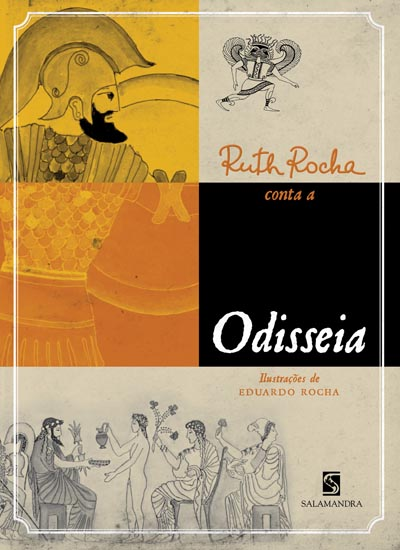 Ruth Rocha
conta a
Odisseia
Ilustrações de
EDUARDO ROCHA
SALAMANDRA